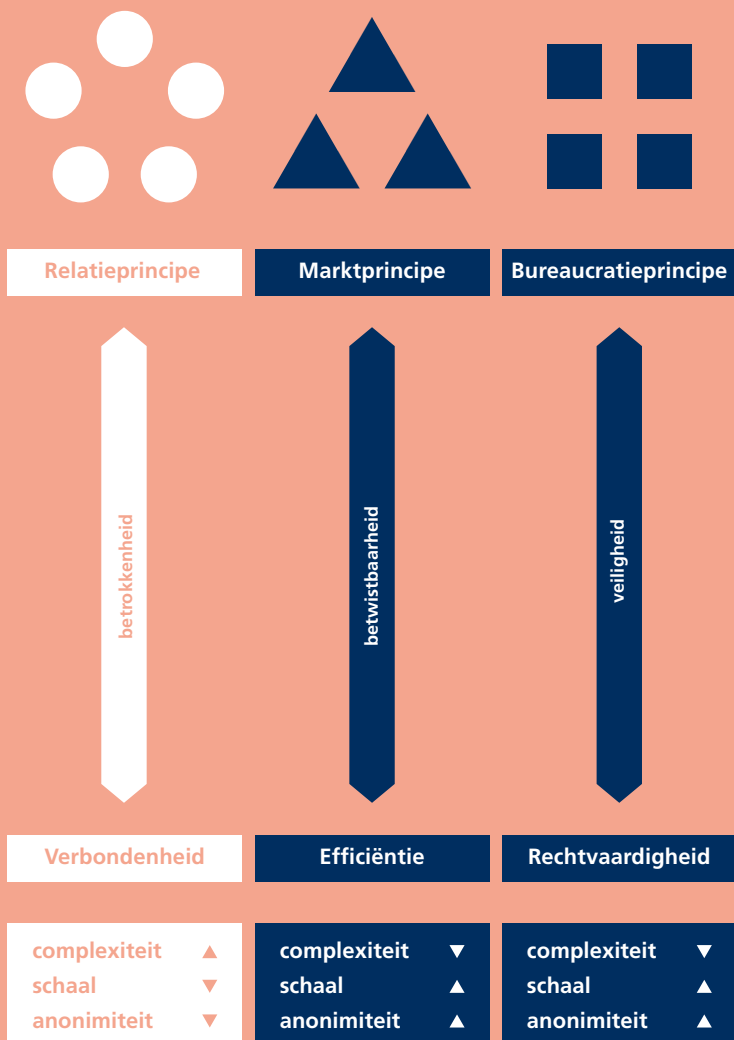 Relatieprincipe
Marktprincipe
Bureaucratieprincipe
betrokkenheid
betwistbaarheid
veiligheid
Verbondenheid
Efficiëntie
Rechtvaardigheid
complexiteit ▲
schaal ▼
anonimiteit ▼
complexiteit ▼
schaal ▲
anonimiteit ▲
complexiteit ▼
schaal ▲
anonimiteit ▲